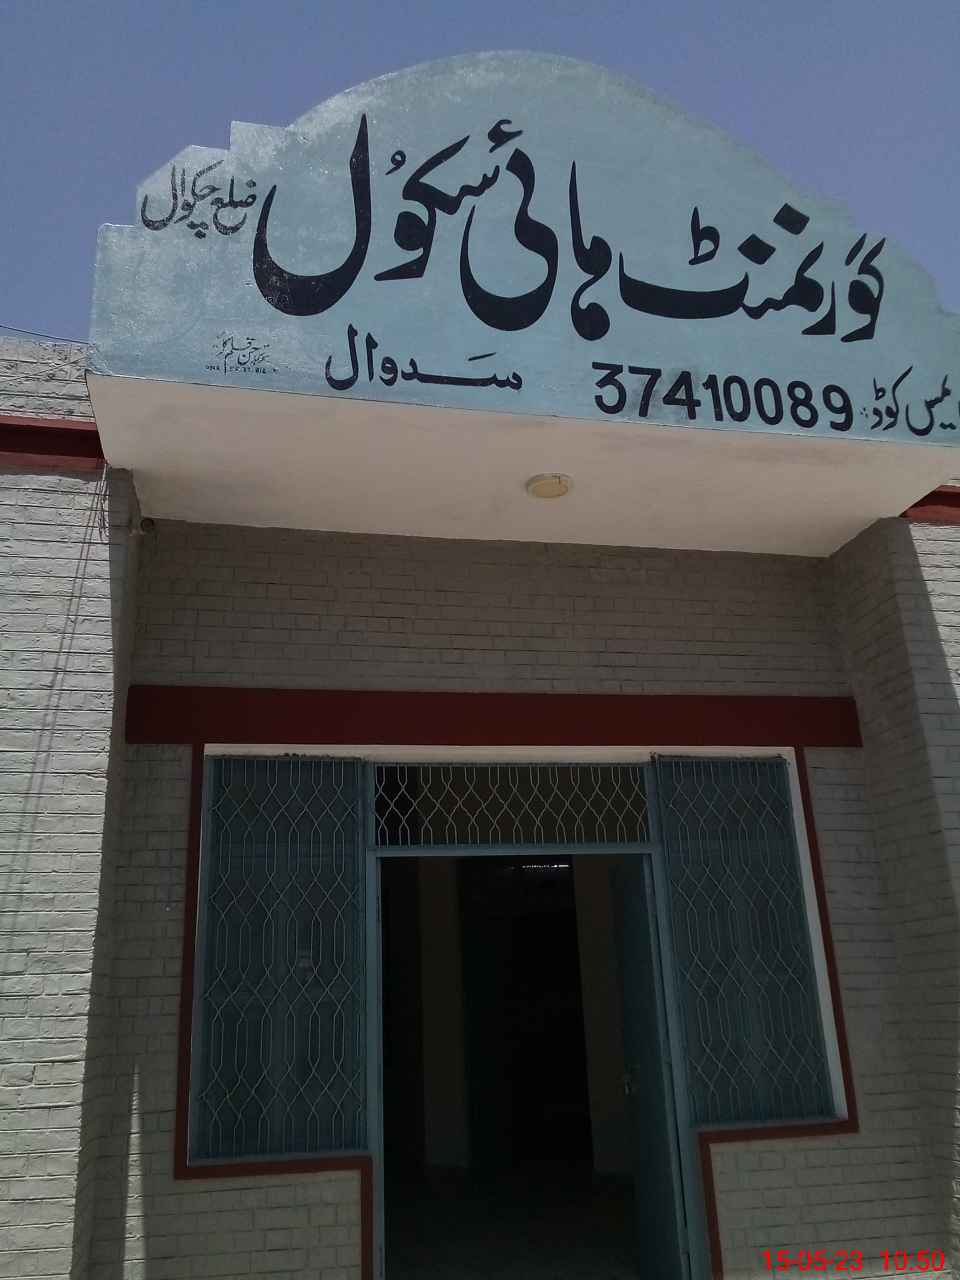 گورنمنٹ ہائی سکول ضلع چکوال
ایمس کوڈ: 37410089 سدوال
15-05-23 10:50